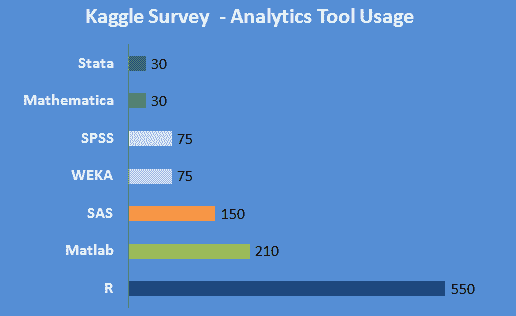 Kaggle Survey - Analytics Tool Usage
Stata 30
Mathematica 30
SPSS 75
WEKA 75
SAS 150
Matlab 210
R 550